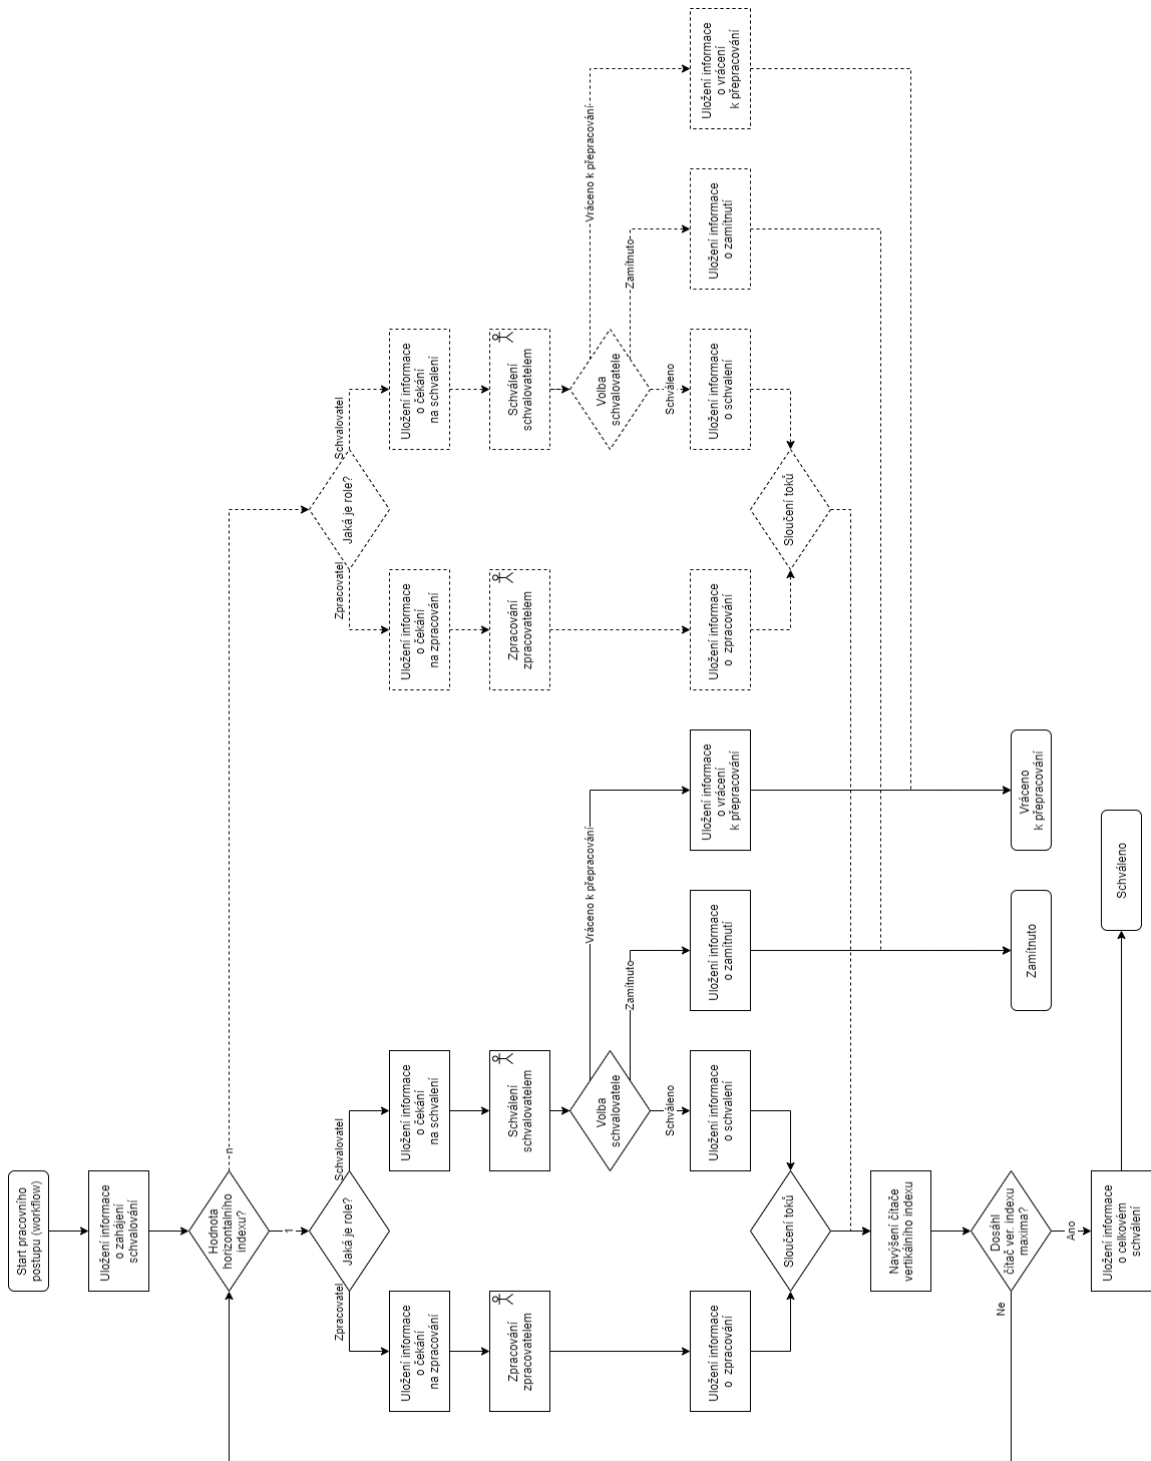 Start pracovního
postupu (workflow)
Uložení informace
o zahájení
schvalování
Hodnota
horizontalního
indexu?
1
n
Jaká je role?
Zpracovatel
Schvalovatel
Uložení informace
o čekání
na zpracování
Zpracování
zpracovatelem
Uložení informace
o zpracování
Uložení informace
o čekání
na schvalení
Schválení
schvalovatelem
Volba
schvalovatele
Schváleno
Zamítnuto
Vráceno k přepracování
Uložení informace
o schvalení
Uložení informace
o zamítnutí
Uložení informace
o vrácení
k přepracování
Sloučení toků
Jaká je role?
Zpracovatel
Schvalovatel
Uložení informace
o čekání
na zpracování
Zpracování
zpracovatelem
Uložení informace
o zpracování
Uložení informace
o čekání
na schvalení
Schválení
schvalovatelem
Volba
schvalovatele
Schváleno
Zamítnuto
Vráceno k přepracování
Uložení informace
o schvalení
Uložení informace
o zamítnutí
Uložení informace
o vrácení
k přepracování
Sloučení toků
Navýšení čítače
vertikálního indexu
Dosáhl
čítač ver. indexu
maxima?
Ne
Ano
Uložení informace
o celkovém
schválení
Zamítnuto
Vráceno
k přepracování
Schváleno